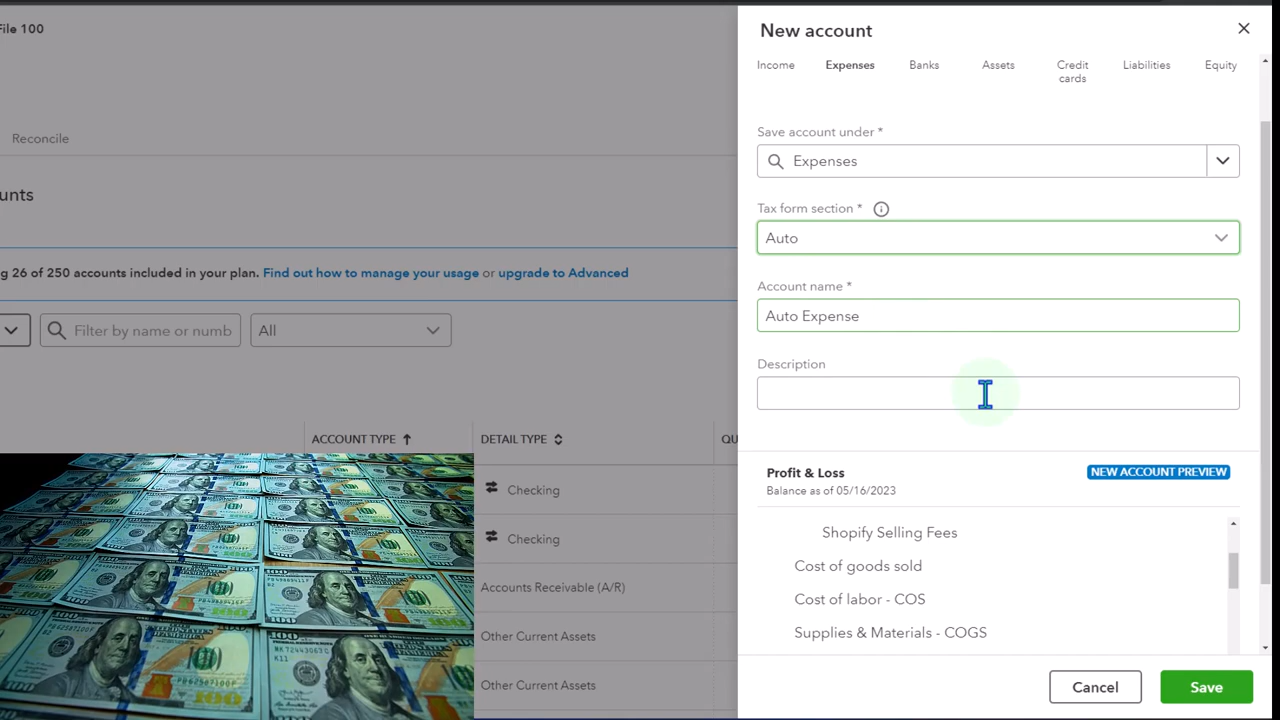 File 100
New account
Income Expenses Banks Assets Credit cards Liabilities Equity
Reconcile
Save account under *
Expenses
unts
Tax form section *
Auto
g 26 of 250 accounts included in your plan. Find out how to manage your usage or upgrade to Advanced
Account name *
Auto Expense
Filter by name or numb
All
Description
ACCOUNT TYPE DETAIL TYPE QU
Profit & Loss
NEW ACCOUNT PREVIEW
Balance as of 05/16/2023
Checking
Shopify Selling Fees
Checking
Cost of goods sold
Accounts Receivable (A/R)
Cost of labor - COS
Other Current Assets
Supplies & Materials - COGS
Other Current Assets
Cancel
Save